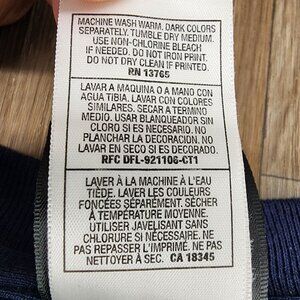 MACHINE WASH WARM. DARK COLORS
SEPARATELY. TUMBLE DRY MEDIUM.
USE NON-CHLORINE BLEACH
IF NEEDED. DO NOT IRON PRINT.
DO NOT DRY CLEAN IF PRINTED.
RN 13765
LAVAR A MAQUINA O A MANO CON
AGUA TIBIA. LAVAR CON COLORES
SIMILARES. SECAR A TERMINO
MEDIO. USAR BLANQUEADOR SIN
CLORO SI ES NECESARIO. NO
PLANCHAR LA DECORACIÓN. NO
LAVAR EN SECO SI ES DECORADO.
RFC DFL-921106-CT1
LAVER À LA MACHINE À L'EAU
TIÈDE. LAVER LES COULEURS
FONCÉES SÉPARÉMENT. SÉCHER
À TEMPÉRATURE MOYENNE.
UTILISER JAVELISANT SANS
CHLORURE SI NÉCESSAIRE. NE
PAS REPASSER L'IMPRIMÉ. NE PAS
NETTOYER À SEC. CA 18345